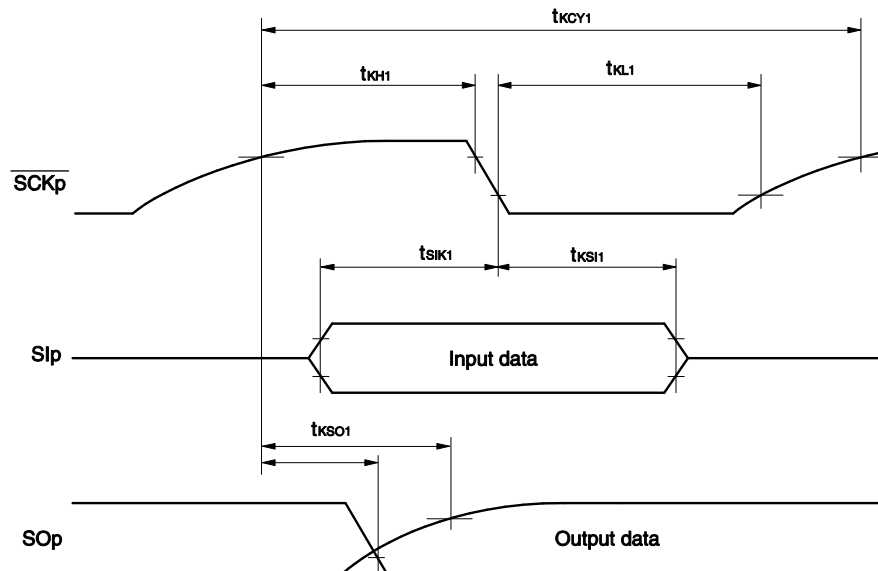 tKCY1
tKH1
tKL1
SCKp
tSIK1
tKSI1
SIp
Input data
tKSO1
SOp
Output data